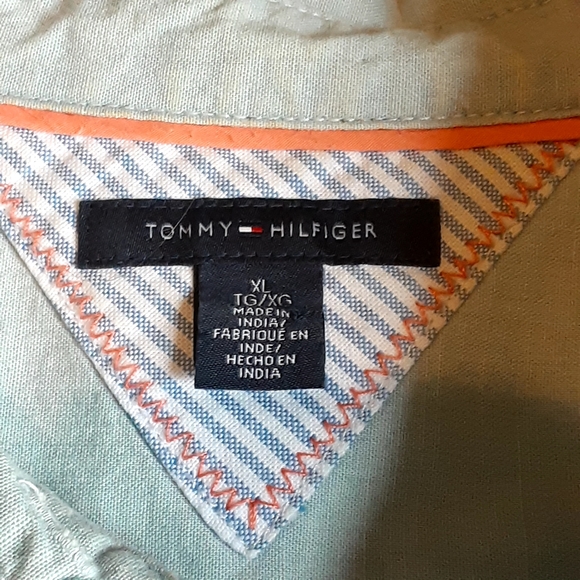 TOMMY HILFIGER
XL
TG/XG
MADE IN
INDIA/
FABRIQUÉ EN
INDE/
HECHO EN
INDIA